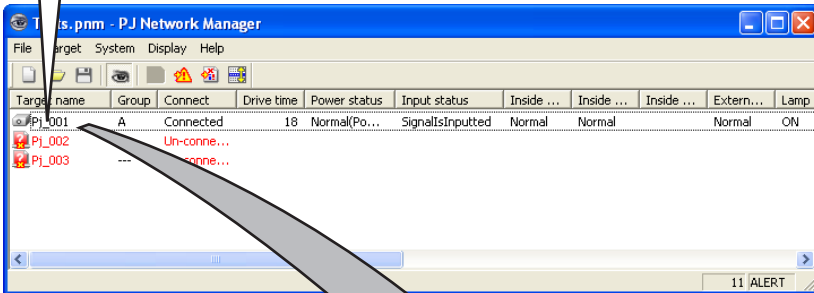 .pnm - PJ Network Manager
File Target System Display Help
Target name Group Connect Drive time Power status Input status Inside ... Inside ... Inside ... Extern... Lamp
Pj_001 A Connected 18 Normal(Po... SignalIsInputted Normal Normal Normal ON
Pj_002 Un-conne...
Pj_003 ---
11 ALERT